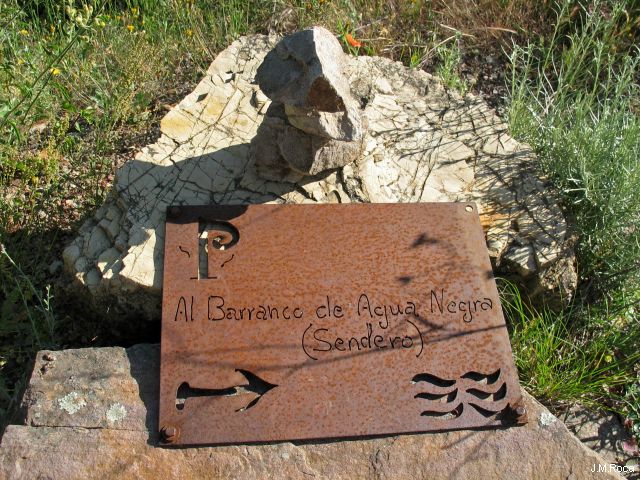 P
Al Barranco de Agua Negra
(Sendero)
J.M.Roca